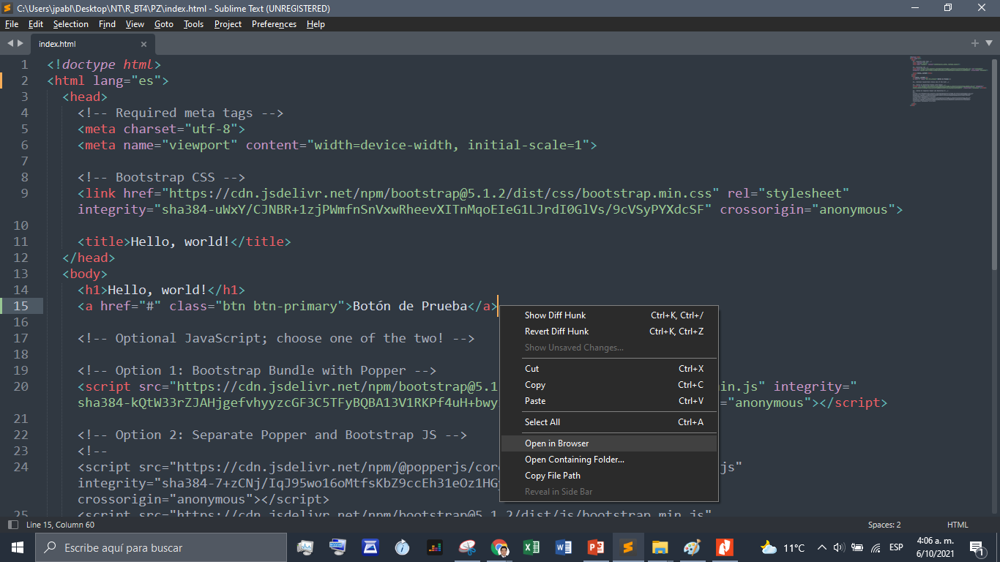 C:\Users\jpabl\Desktop\NT\R_BT4\PZ\index.html - Sublime Text (UNREGISTERED)
File Edit Selection Find View Goto Tools Project Preferences Help
index.html
1 <!doctype html>
2 <html lang="es">
3 <head>
4 <!-- Required meta tags -->
5 <meta charset="utf-8">
6 <meta name="viewport" content="width=device-width, initial-scale=1">
7
8 <!-- Bootstrap CSS -->
9 <link href="https://cdn.jsdelivr.net/npm/bootstrap@5.1.2/dist/css/bootstrap.min.css" rel="stylesheet"
integrity="sha384-uWxY/CJNBR+1zjPWmfnSnVxwRheevXITnMqoEIeG1LJrdI0GlVs/9cVSyPYXdcSF" crossorigin="anonymous">
10
11 <title>Hello, world!</title>
12 </head>
13 <body>
14 <h1>Hello, world!</h1>
15 <a href="#" class="btn btn-primary">Botón de Prueba</a>
16
17 <!-- Optional JavaScript; choose one of the two! -->
18
19 <!-- Option 1: Bootstrap Bundle with Popper -->
20 <script src="https://cdn.jsdelivr.net/npm/bootstrap@5.1 in.js" integrity="
sha384-kQtW33rZJAHjgefvhyyzcGF3C5TFyBQBA13V1RKPf4uH+bwy ="anonymous"></script>
21
22 <!-- Option 2: Separate Popper and Bootstrap JS -->
23 <!--
24 <script src="https://cdn.jsdelivr.net/npm/@popperjs/cor js"
integrity="sha384-7+zCNj/IqJ95wo16oMtfsKbZ9ccEh31eOz1HG
crossorigin="anonymous"></script>
25 <script src="https://cdn.jsdelivr.net/npm/bootstrap@5.1.2/dist/js/bootstrap.min.js"
Show Diff Hunk Ctrl+K, Ctrl+/
Revert Diff Hunk Ctrl+K, Ctrl+Z
Show Unsaved Changes...
Cut Ctrl+X
Copy Ctrl+C
Paste Ctrl+V
Select All Ctrl+A
Open in Browser
Open Containing Folder...
Copy File Path
Reveal in Side Bar
Line 15, Column 60 Spaces: 2 HTML
Escribe aquí para buscar 11°C ESP 4:06 a. m.
6/10/2021
1